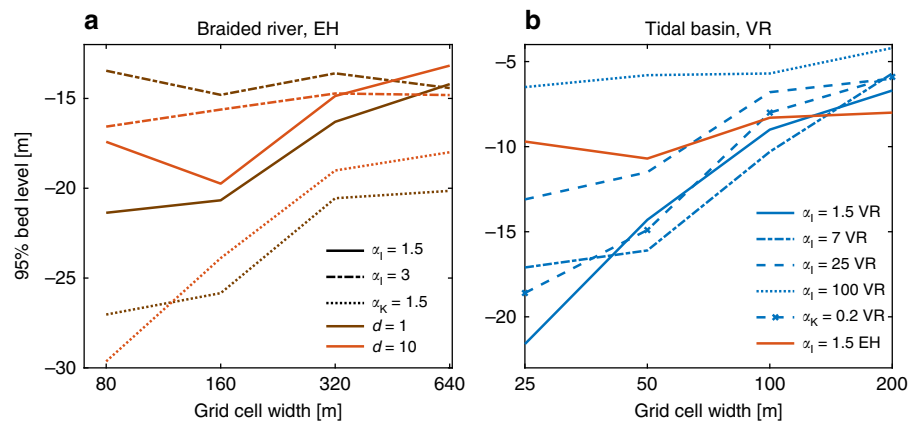 a
Braided river, EH
95% bed level [m]
−15
−20
−25
−30
80
160
320
640
Grid cell width [m]
αI = 1.5
αI = 3
αK = 1.5
d = 1
d = 10
b
Tidal basin, VR
−5
−10
−15
−20
25
50
100
200
Grid cell width [m]
αI = 1.5 VR
αI = 7 VR
αI = 25 VR
αI = 100 VR
αK = 0.2 VR
αI = 1.5 EH